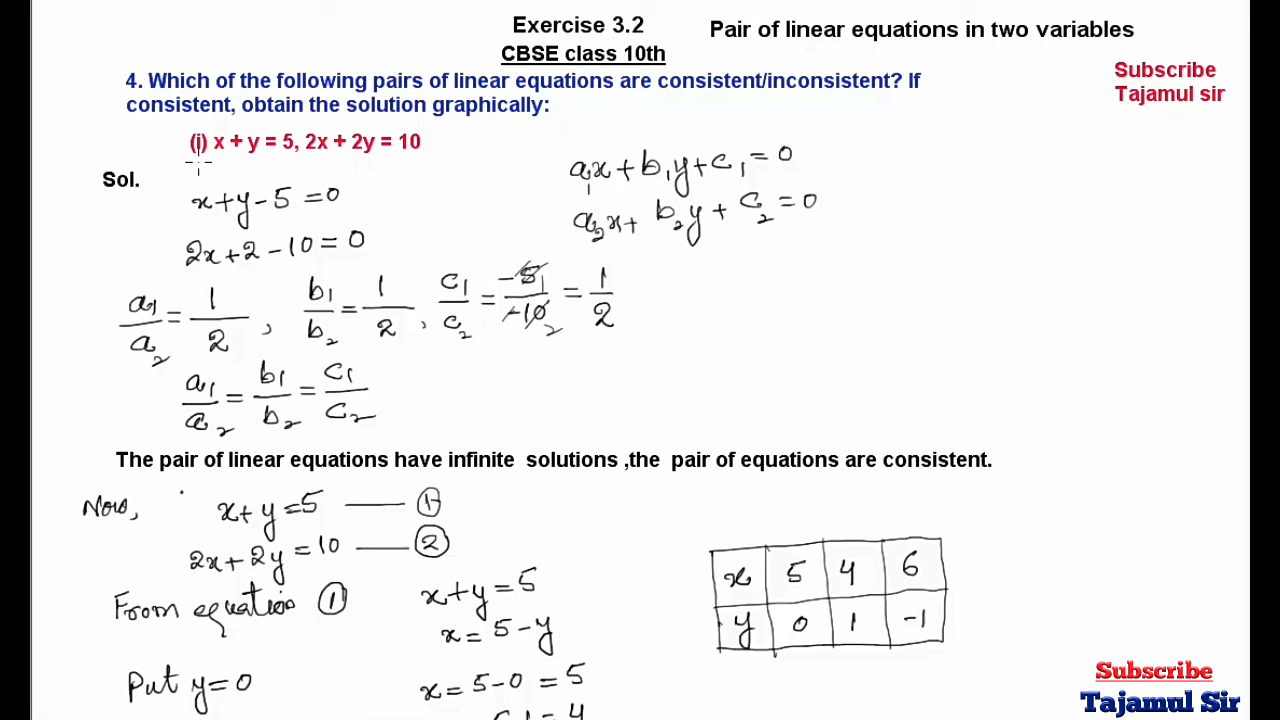 Exercise 3.2
Pair of linear equations in two variables
CBSE class 10th
4. Which of the following pairs of linear equations are consistent/inconsistent? If
consistent, obtain the solution graphically:
Subscribe
Tajamul sir
(i) x + y = 5, 2x + 2y = 10
Sol.
x+y-5=0
2x+2-10=0
a₁x+b₁y+c₁=0
a₂x+b₂y+c₂=0
a₁/a₂=1/2, b₁/b₂=1/2, c₁/c₂=-5/-10=1/2
a₁/a₂=b₁/b₂=c₁/c₂
The pair of linear equations have infinite solutions ,the pair of equations are consistent.
Now,
x+y=5 —— ①
2x+2y=10 —— ②
From equation ①
x+y=5
x=5-y
Put y=0
x=5-0=5
x 5 4 6
y 0 1 -1
Subscribe
Tajamul Sir